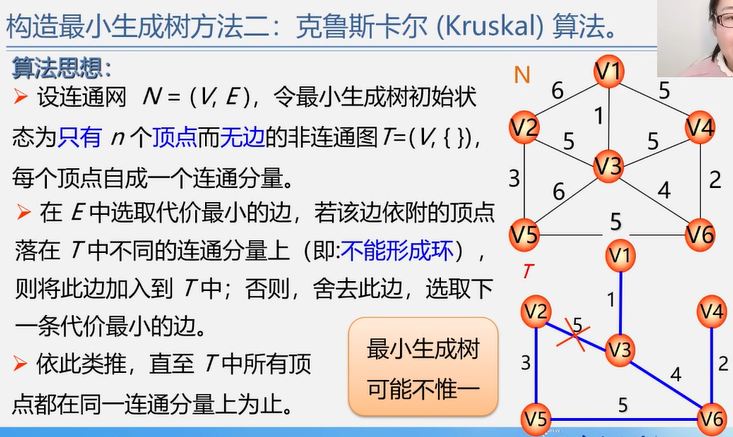 构造最小生成树方法二：克鲁斯卡尔 (Kruskal) 算法。
算法思想：
➢ 设连通网 N = (V, E )，令最小生成树初始状
态为只有 n 个顶点而无边的非连通图T=(V, { })，
每个顶点自成一个连通分量。
➢ 在 E 中选取代价最小的边，若该边依附的顶点
落在 T 中不同的连通分量上（即:不能形成环），
则将此边加入到 T 中；否则，舍去此边，选取下
一条代价最小的边。
➢ 依此类推，直至 T 中所有顶
点都在同一连通分量上为止。
最小生成树
可能不惟一
N
V1
6
5
V2
1
V4
5
5
V3
3
6
4
2
V5
5
V6
T
V1
1
V2
5
V4
V3
3
4
2
5
V5
V6